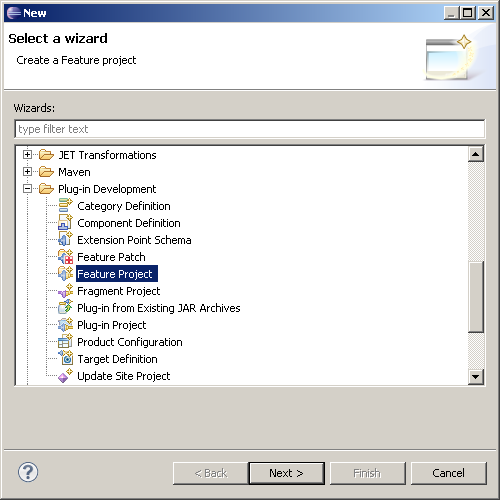 New
Select a wizard
Create a Feature project
Wizards:
type filter text
JET Transformations
Maven
Plug-in Development
Category Definition
Component Definition
Extension Point Schema
Feature Patch
Feature Project
Fragment Project
Plug-in from Existing JAR Archives
Plug-in Project
Product Configuration
Target Definition
Update Site Project
? < Back Next > Finish Cancel